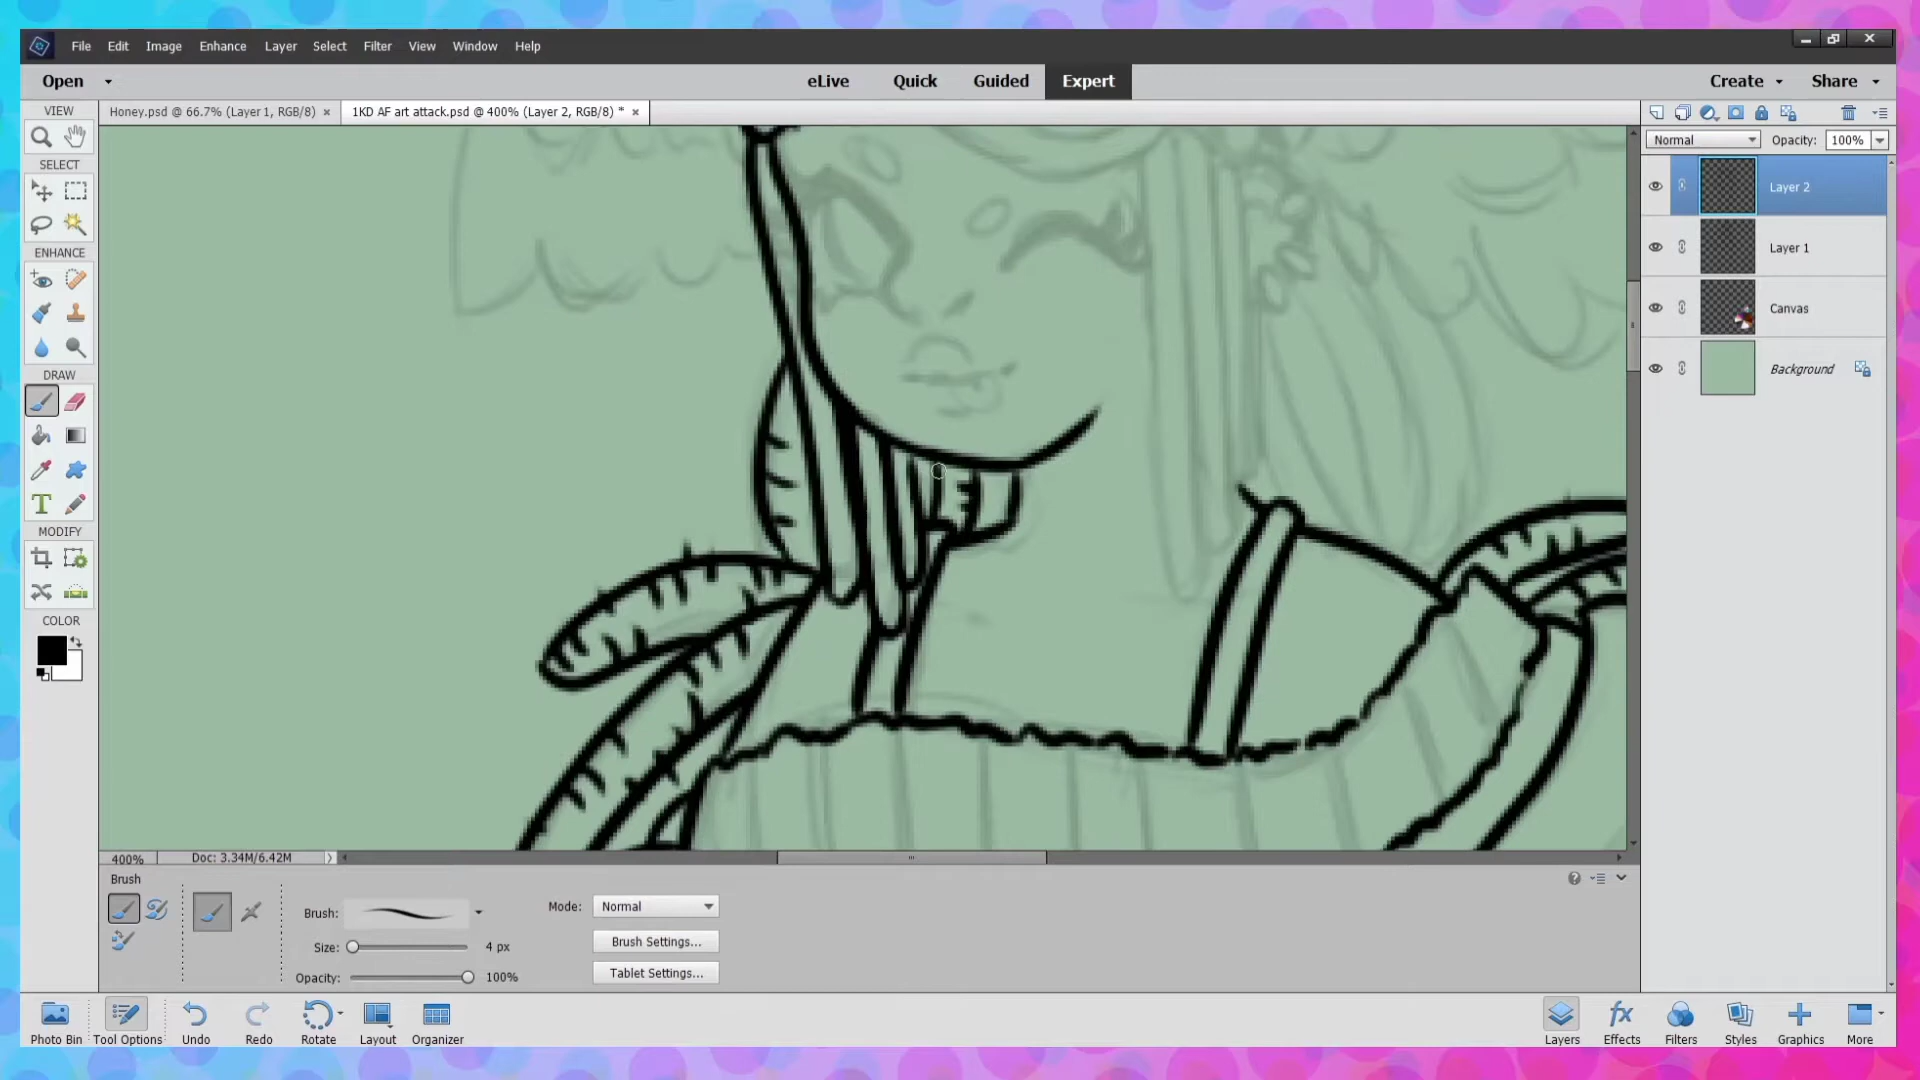 File Edit Image Enhance Layer Select Filter View Window Help
Open eLive Quick Guided Expert Create Share
VIEW Honey.psd @ 66.7% (Layer 1, RGB/8) × 1KD AF art attack.psd @ 400% (Layer 2, RGB/8) * ×
Normal Opacity: 100%
SELECT
Layer 2
ENHANCE
Layer 1
Canvas
DRAW
Background
MODIFY
COLOR
400% Doc: 3.34M/6.42M
Brush
Brush: Mode: Normal
Size: 4 px Brush Settings...
Opacity: 100% Tablet Settings...
Photo Bin Tool Options Undo Redo Rotate Layout Organizer Layers Effects Filters Styles Graphics More